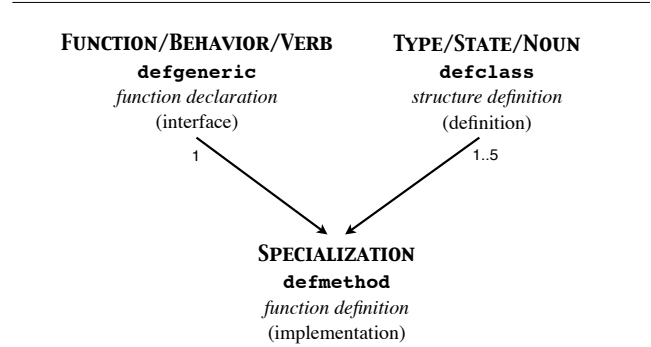 FUNCTION/BEHAVIOR/VERB
defgeneric
function declaration
(interface)
1
TYPE/STATE/NOUN
defclass
structure definition
(definition)
1..5
SPECIALIZATION
defmethod
function definition
(implementation)